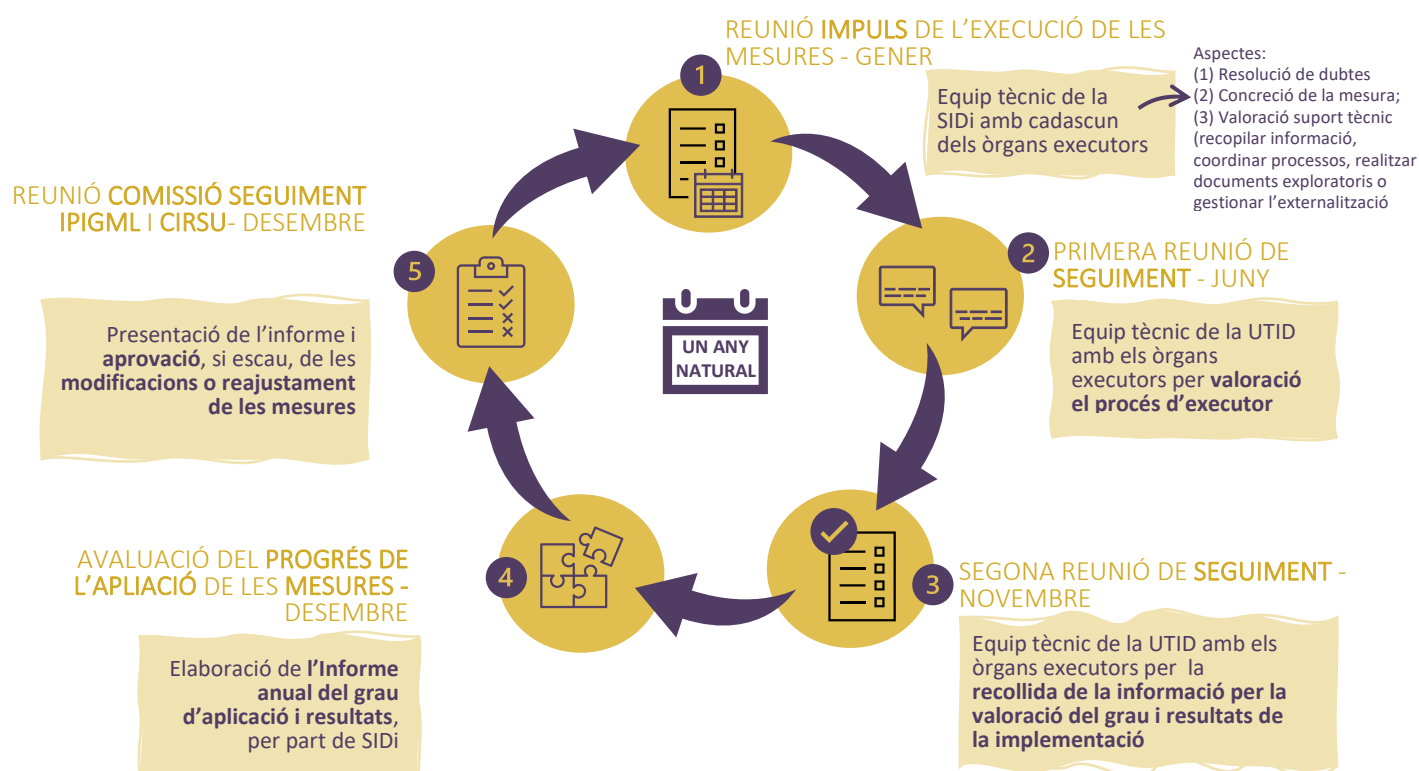 REUNIÓ IMPULS DE L'EXECUCIÓ DE LES
MESURES - GENER
1
Equip tècnic de la
SIDi amb cadascun
dels òrgans executors
Aspectes:
(1) Resolució de dubtes
(2) Concreció de la mesura;
(3) Valoració suport tècnic
(recopilar informació,
coordinar processos, realitzar
documents exploratoris o
gestionar l'externalització
2
PRIMERA REUNIÓ DE
SEGUIMENT - JUNY
Equip tècnic de la UTID
amb els òrgans
executors per valoració
el procés d'executor
3
SEGONA REUNIÓ DE SEGUIMENT -
NOVEMBRE
Equip tècnic de la UTID amb els
òrgans executors per  la
recollida de la informació per la
valoració del grau i resultats de
la implementació
4
AVALUACIÓ DEL PROGRÉS DE
L'APLIACIÓ DE LES MESURES -
DESEMBRE
Elaboració de l'Informe
anual del grau
d'aplicació i resultats,
per part de SIDi
5
REUNIÓ COMISSIÓ SEGUIMENT
IPIGML I CIRSU- DESEMBRE
Presentació de l'informe i
aprovació, si escau, de les
modificacions o reajustament
de les mesures
UN ANY
NATURAL